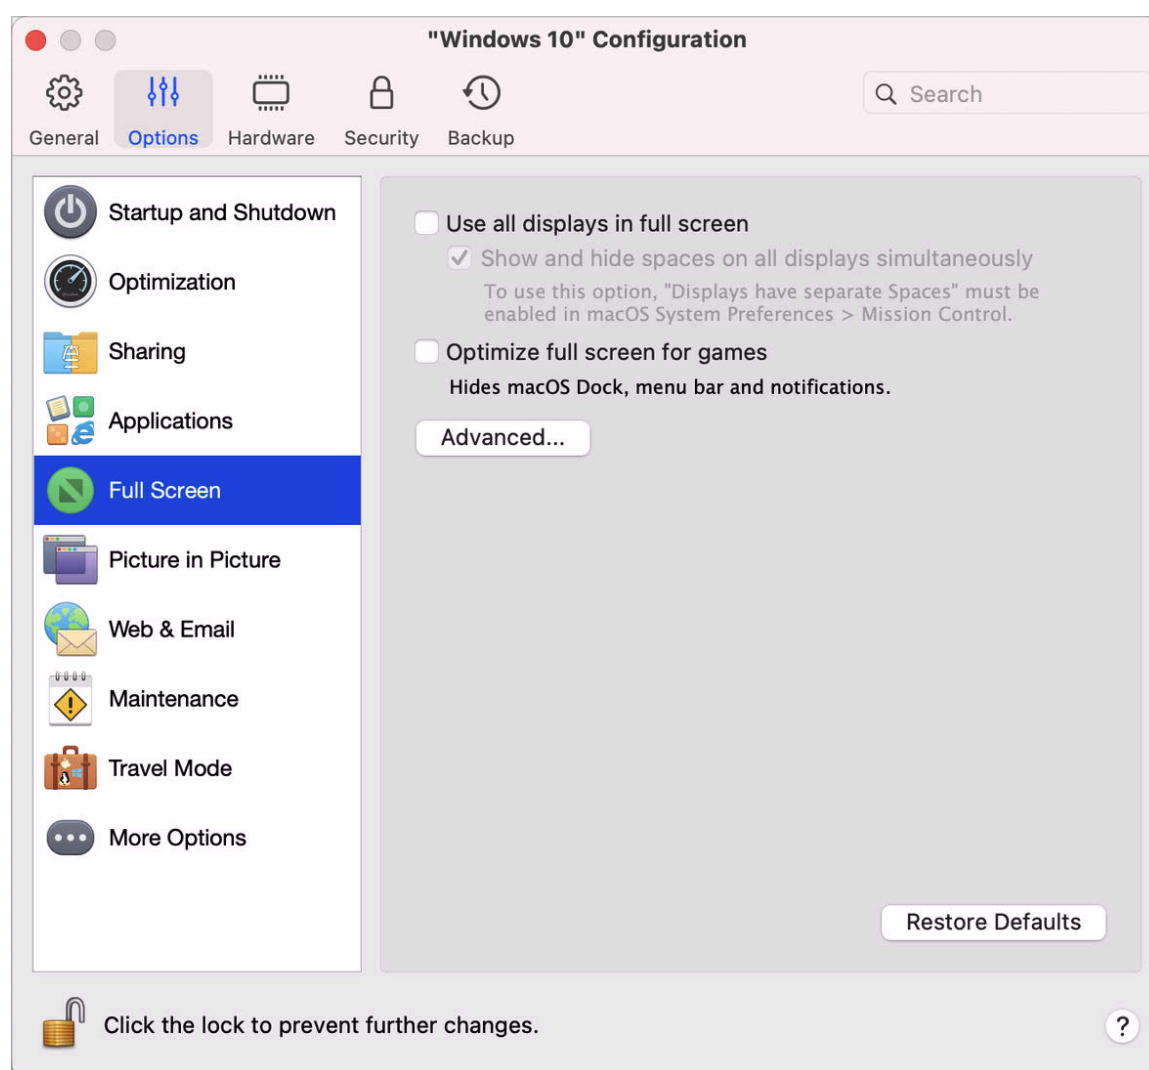 "Windows 10" Configuration
General
Options
Hardware
Security
Backup
Search
Startup and Shutdown
Optimization
Sharing
Applications
Full Screen
Picture in Picture
Web & Email
Maintenance
Travel Mode
More Options
Use all displays in full screen
Show and hide spaces on all displays simultaneously
To use this option, "Displays have separate Spaces" must be
enabled in macOS System Preferences > Mission Control.
Optimize full screen for games
Hides macOS Dock, menu bar and notifications.
Advanced...
Restore Defaults
Click the lock to prevent further changes.
?